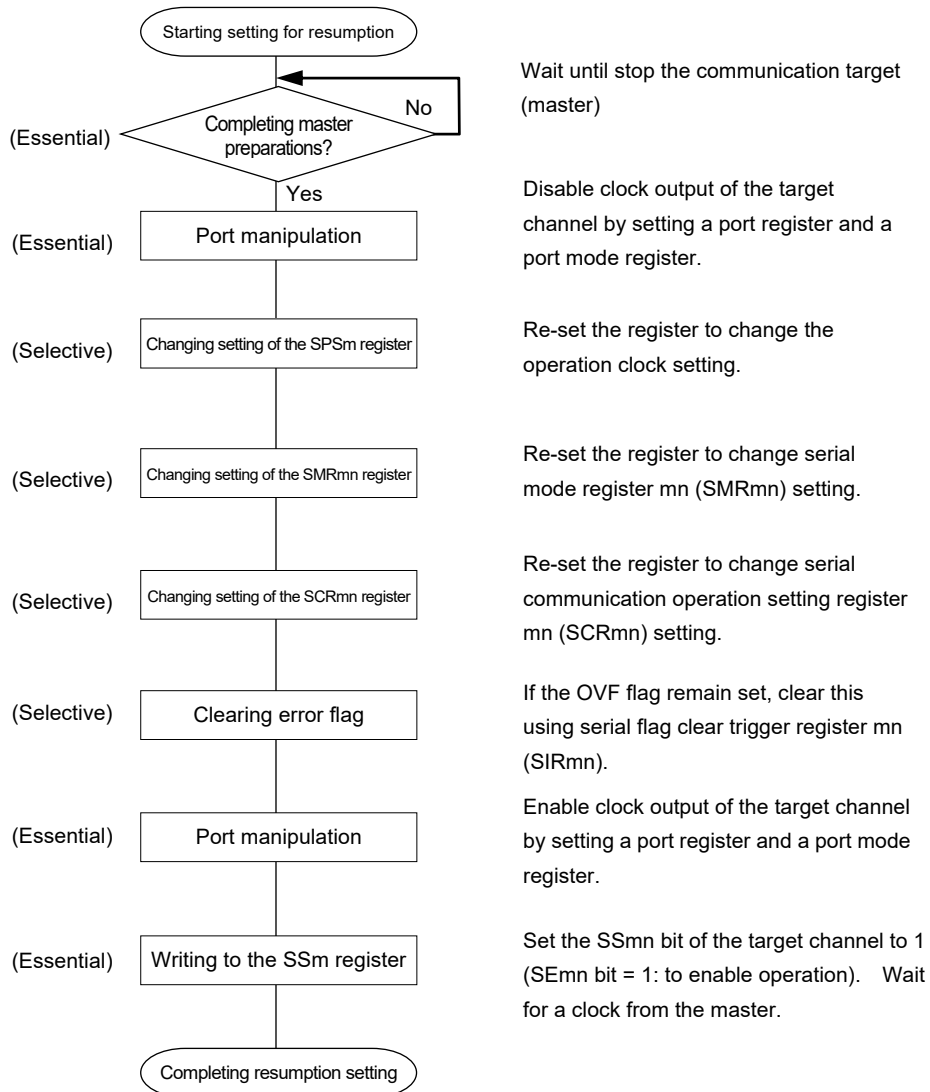 Starting setting for resumption
Wait until stop the communication target
(master)
No
(Essential)
Completing master
preparations?
Yes
Disable clock output of the target
channel by setting a port register and a
port mode register.
(Essential)
Port manipulation
(Selective)
Changing setting of the SPSm register
Re-set the register to change the
operation clock setting.
(Selective)
Changing setting of the SMRmn register
Re-set the register to change serial
mode register mn (SMRmn) setting.
(Selective)
Changing setting of the SCRmn register
Re-set the register to change serial
communication operation setting register
mn (SCRmn) setting.
(Selective)
Clearing error flag
If the OVF flag remain set, clear this
using serial flag clear trigger register mn
(SIRmn).
(Essential)
Port manipulation
Enable clock output of the target channel
by setting a port register and a port mode
register.
(Essential)
Writing to the SSm register
Set the SSmn bit of the target channel to 1
(SEmn bit = 1: to enable operation). Wait
for a clock from the master.
Completing resumption setting